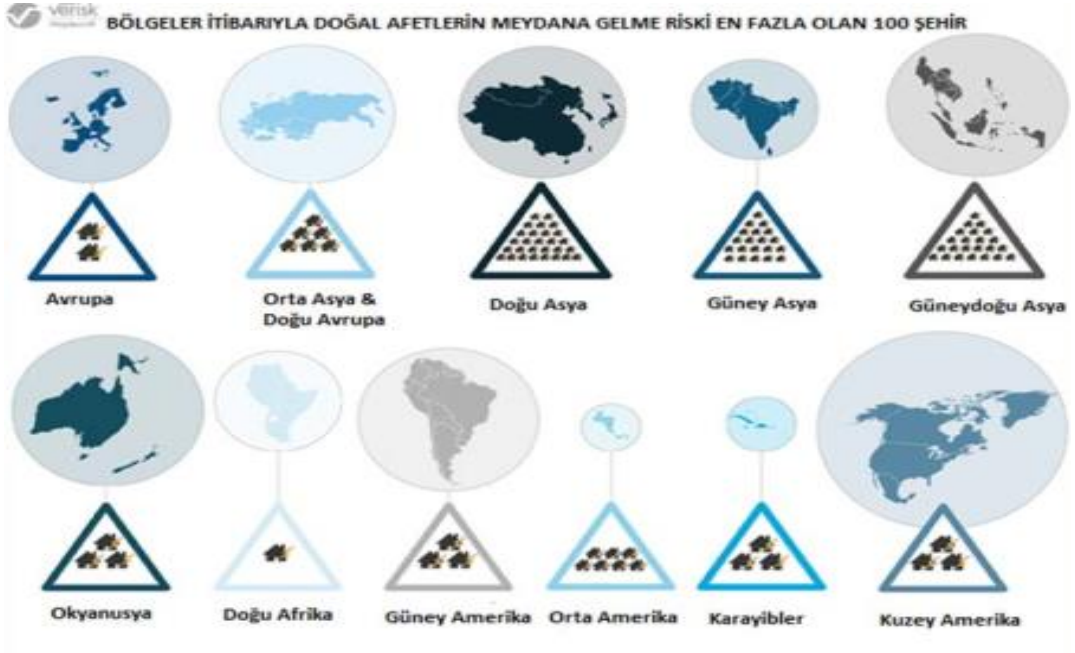 verisk
BÖLGELER İTİBARIYLA DOĞAL AFETLERİN MEYDANA GELME RİSKİ EN FAZLA OLAN 100 ŞEHİR
Avrupa
Orta Asya &
Doğu Avrupa
Doğu Asya
Güney Asya
Güneydoğu Asya
Okyanusya
Doğu Afrika
Güney Amerika
Orta Amerika
Karayibler
Kuzey Amerika